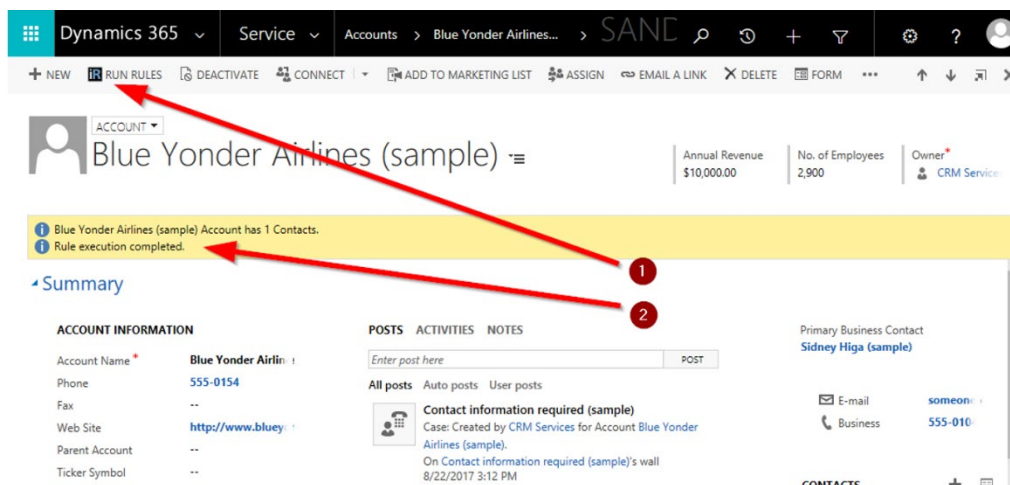 Dynamics 365 Service Accounts > Blue Yonder Airlines... > SAND ?
+ NEW IR RUN RULES DEACTIVATE CONNECT ADD TO MARKETING LIST ASSIGN EMAIL A LINK DELETE FORM ...
ACCOUNT
Blue Yonder Airlines (sample)
Annual Revenue No. of Employees Owner*
$10,000.00 2,900 CRM Service
Blue Yonder Airlines (sample) Account has 1 Contacts.
Rule execution completed.
1
Summary
2
ACCOUNT INFORMATION POSTS ACTIVITIES NOTES Primary Business Contact
Sidney Higa (sample)
Account Name* Blue Yonder Airlin Enter post here POST
Phone 555-0154 All posts Auto posts User posts
Fax -- Contact information required (sample) E-mail someon
Web Site http://www.bluey Case: Created by CRM Services for Account Blue Yonder Business 555-010
Airlines (sample).
Parent Account -- On Contact information required (sample)'s wall
Ticker Symbol -- 8/22/2017 3:12 PM
CONTACTS +